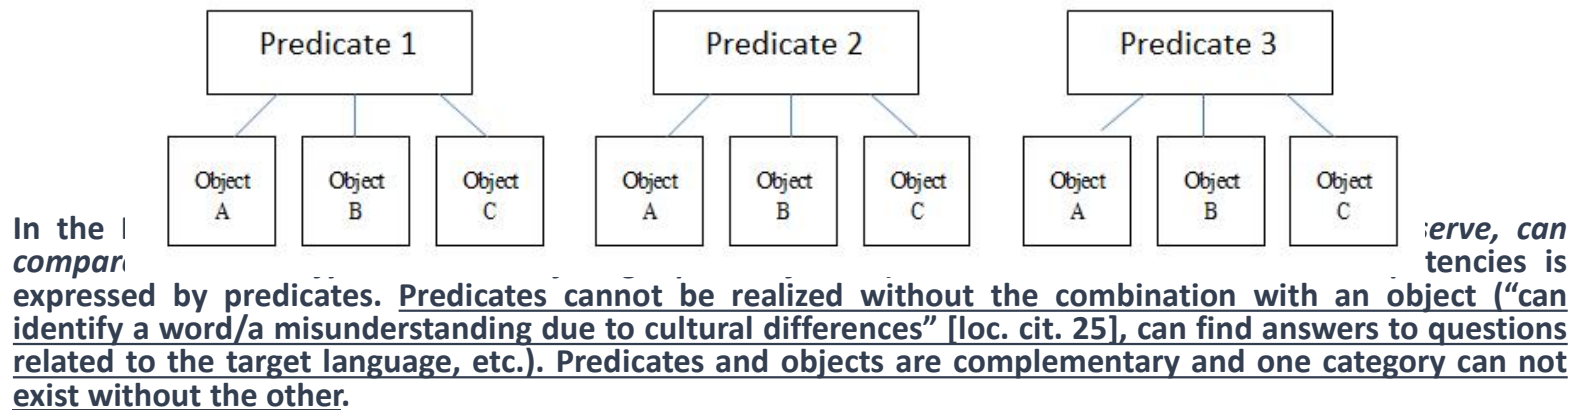 Predicate 1 Predicate 2 Predicate 3
Object Object Object Object Object Object Object Object Object
A B C A B C A B C
In the erve, can
compar tencies is
expressed by predicates. Predicates cannot be realized without the combination with an object (“can
identify a word/a misunderstanding due to cultural differences” [loc. cit. 25], can find answers to questions
related to the target language, etc.). Predicates and objects are complementary and one category can not
exist without the other.